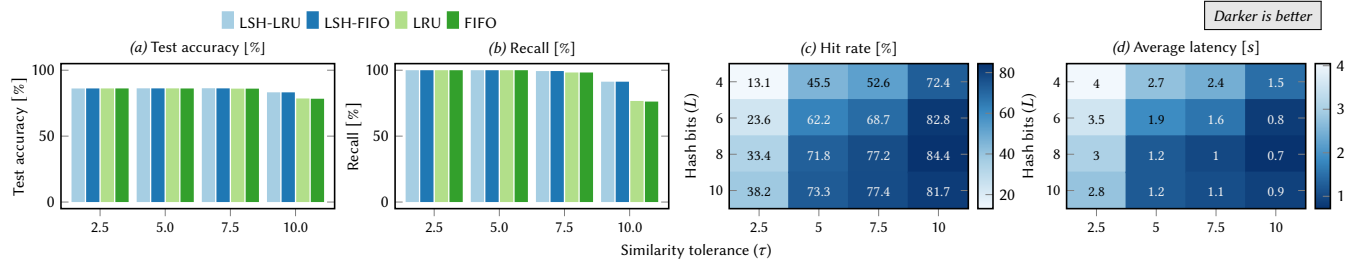 Darker is better
LSH-LRU LSH-FIFO LRU FIFO
(a) Test accuracy [%]
Test accuracy [%]
100
50
0
2.5 5.0 7.5 10.0
(b) Recall [%]
Recall [%]
100
50
0
2.5 5.0 7.5 10.0
(c) Hit rate [%]
Hash bits (L)
4 13.1 45.5 52.6 72.4
6 23.6 62.2 68.7 82.8
8 33.4 71.8 77.2 84.4
10 38.2 73.3 77.4 81.7
2.5 5 7.5 10
80
60
40
20
(d) Average latency [s]
Hash bits (L)
4 2.7 2.4 1.5
3.5 1.9 1.6 0.8
3 1.2 1 0.7
2.8 1.2 1.1 0.9
2.5 5 7.5 10
4
3
2
1
Similarity tolerance (τ)